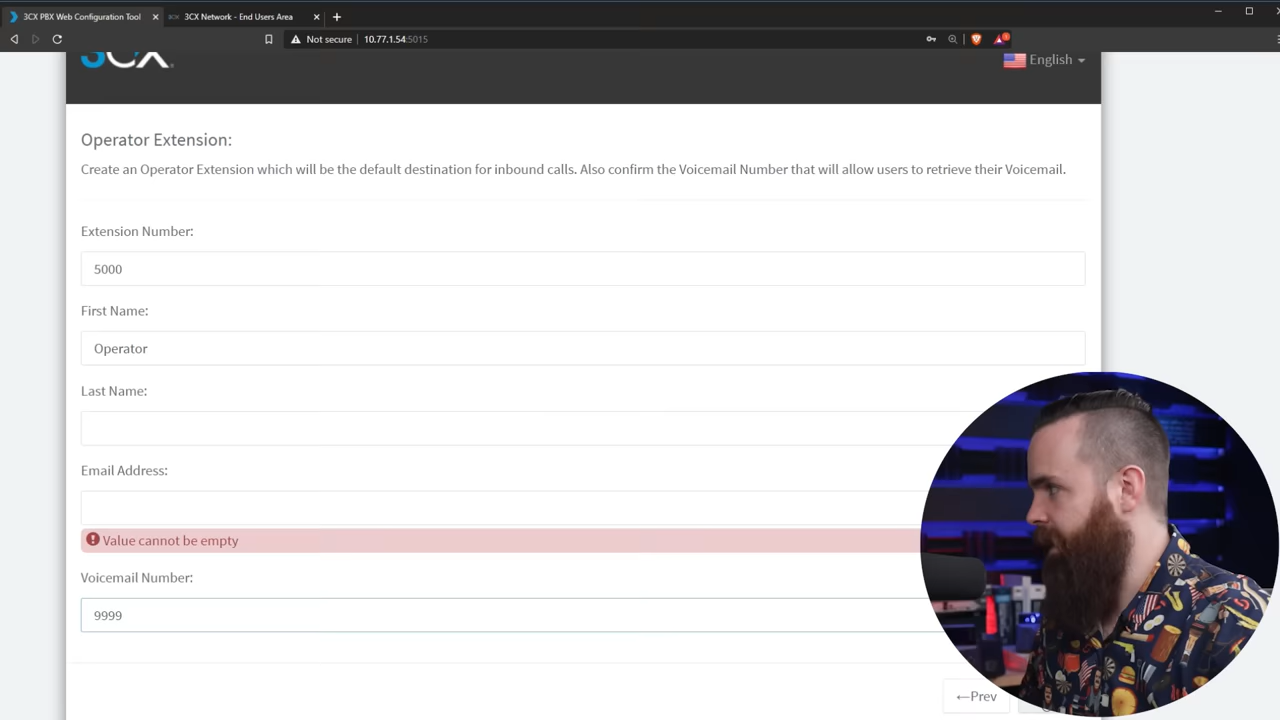 3CX PBX Web Configuration Tool
3CX Network - End Users Area
Not secure 10.77.1.54:5015
3CX
English
Operator Extension:
Create an Operator Extension which will be the default destination for inbound calls. Also confirm the Voicemail Number that will allow users to retrieve their Voicemail.
Extension Number:
5000
First Name:
Operator
Last Name:
Email Address:
Value cannot be empty
Voicemail Number:
9999
←Prev